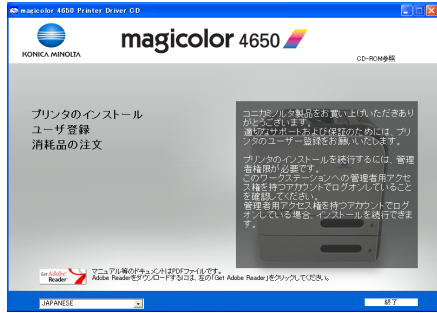 magicolor 4650 Printer Driver CD
KONICA MINOLTA
magicolor 4650
CD-ROM参照
プリンタのインストール
ユーザ登録
消耗品の注文
コニカミノルタ製品をお買い上げいただきあり
がとうございます。
適切なサポートおよび保証のためには、プリ
ンタのユーザー登録をお願いいたします。
プリンタのインストールを続行するには、管理
者権限が必要です。
このワークステーションへの管理者用アクセ
ス権を持つアカウントでログオンしていること
を確認してください。
管理者用アクセス権を持つアカウントでログ
オンしている場合、インストールを続行できま
す。
Get Adobe Reader
マニュアル等のドキュメントはPDFファイルです。
Adobe Readerをダウンロードするには、左の「Get Adobe Reader」をクリックしてください。
JAPANESE
終了